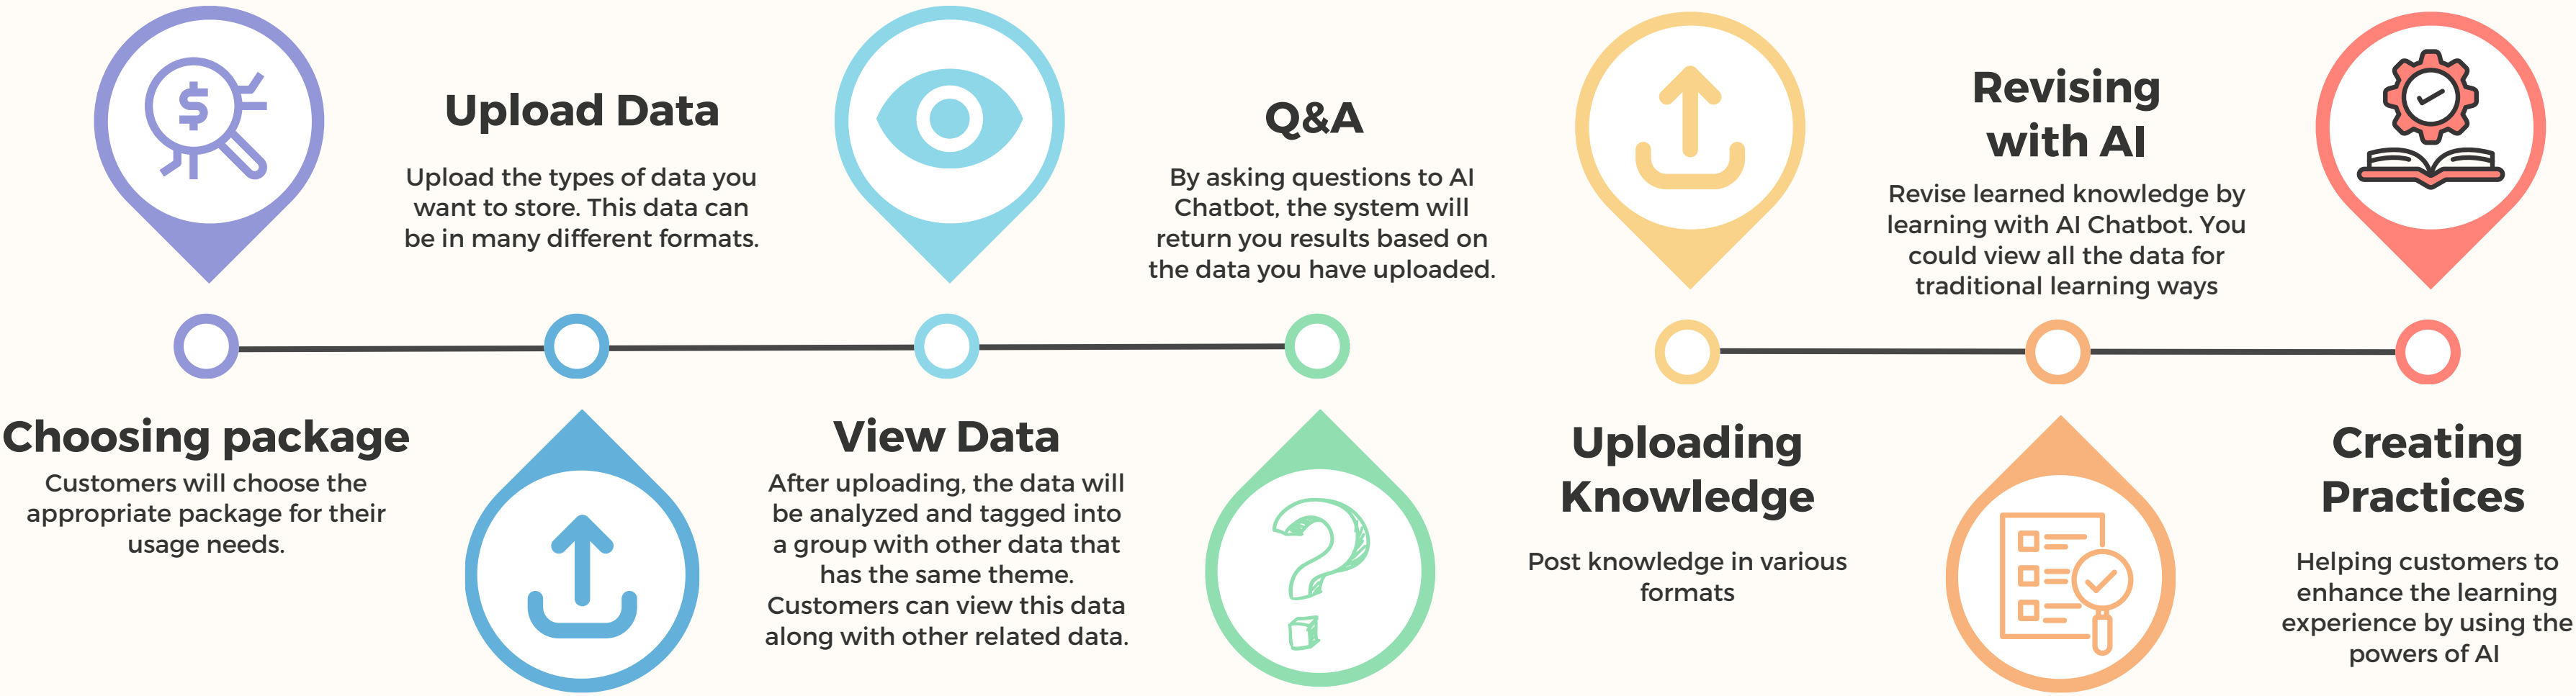 Choosing package
Customers will choose the
appropriate package for their
usage needs.
Upload Data
Upload the types of data you
want to store. This data can
be in many different formats.
View Data
After uploading, the data will
be analyzed and tagged into
a group with other data that
has the same theme.
Customers can view this data
along with other related data.
Q&A
By asking questions to AI
Chatbot, the system will
return you results based on
the data you have uploaded.
Uploading
Knowledge
Post knowledge in various
formats
Revising
with AI
Revise learned knowledge by
learning with AI Chatbot. You
could view all the data for
traditional learning ways
Creating
Practices
Helping customers to
enhance the learning
experience by using the
powers of AI